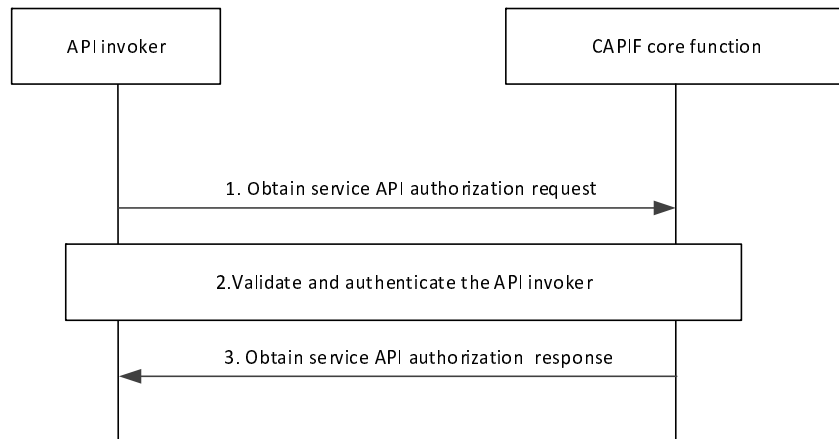 API invoker
CAPIF core function
1. Obtain service API authorization request
2.Validate and authenticate the API invoker
3. Obtain service API authorization response